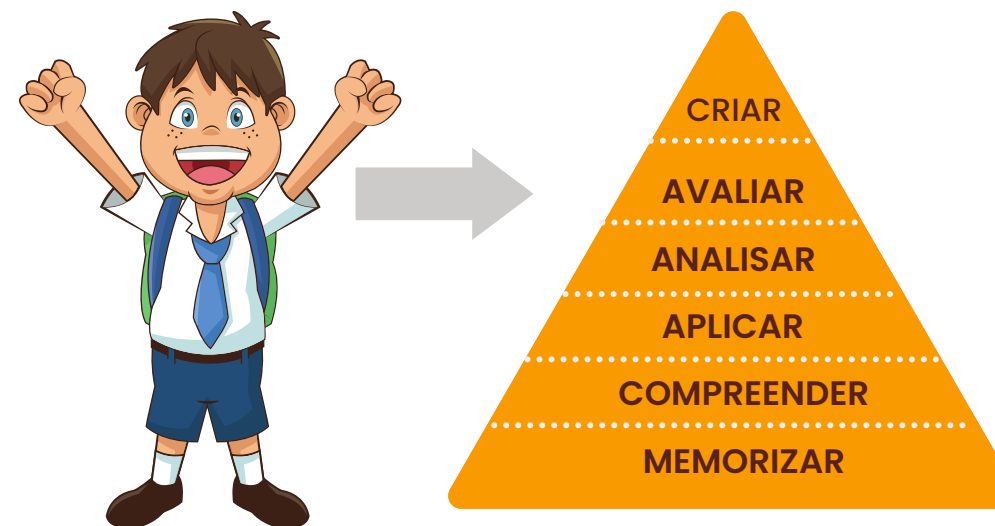 CRIAR
AVALIAR
ANALISAR
APLICAR
COMPREENDER
MEMORIZAR